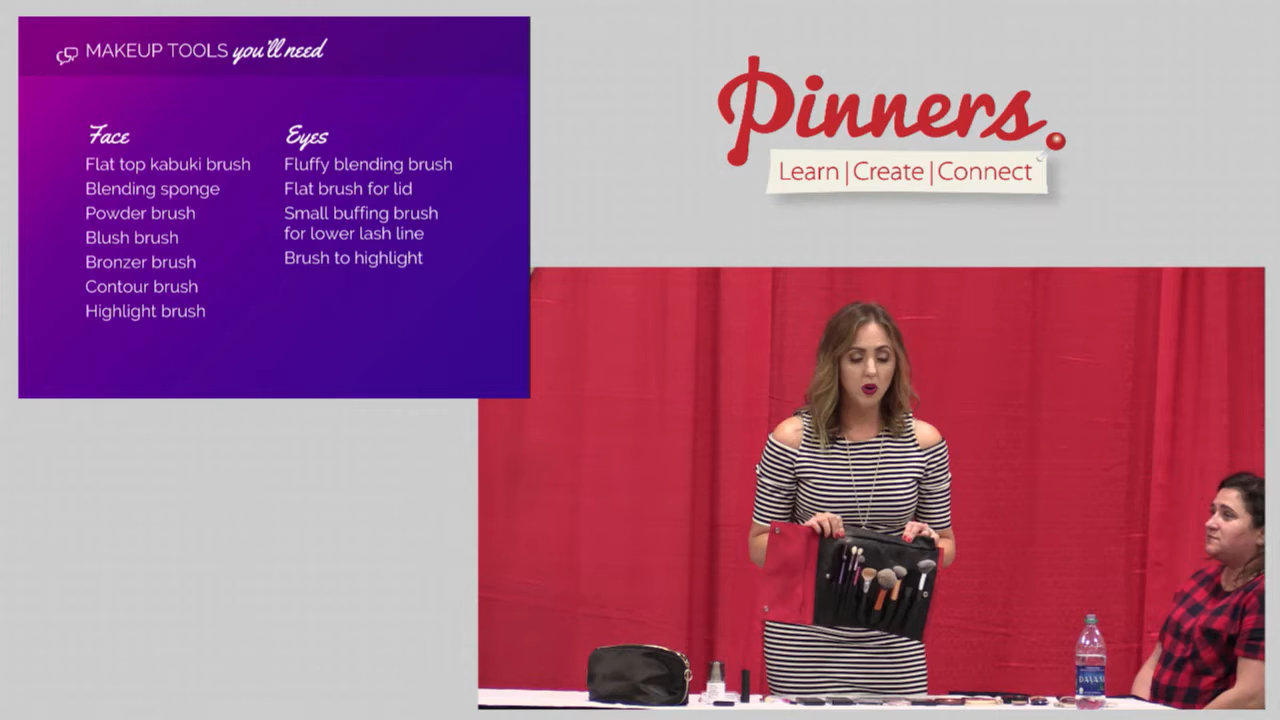 MAKEUP TOOLS you'll need
Face
Flat top kabuki brush
Blending sponge
Powder brush
Blush brush
Bronzer brush
Contour brush
Highlight brush
Eyes
Fluffy blending brush
Flat brush for lid
Small buffing brush
for lower lash line
Brush to highlight
Pinners.
Learn|Create|Connect
DASANI